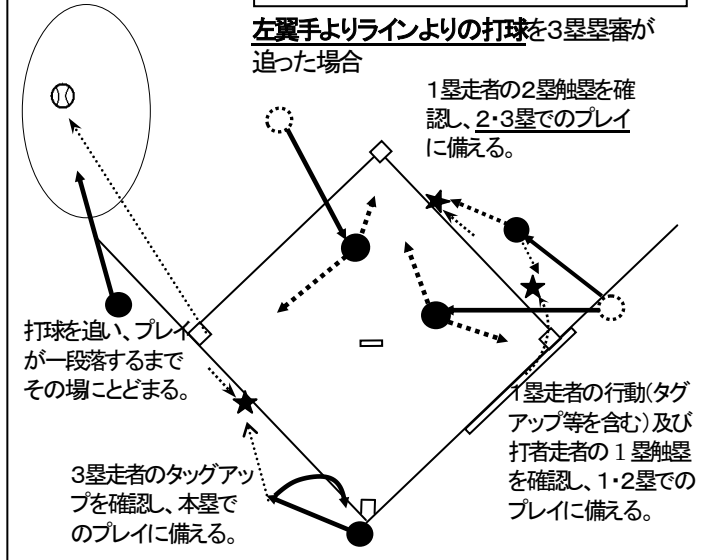 左翼手よりラインよりの打球を3塁塁審が
追った場合
1塁走者の2塁触塁を確
認し、2・3塁でのプレイ
に備える。
打球を追い、プレイ
が一段落するまで
その場にとどまる。
1塁走者の行動(タグ
アップ等を含む)及び
打者走者の1塁触塁
を確認し、1・2塁での
プレイに備える。
3塁走者のタッグアッ
プを確認し、本塁で
のプレイに備える。